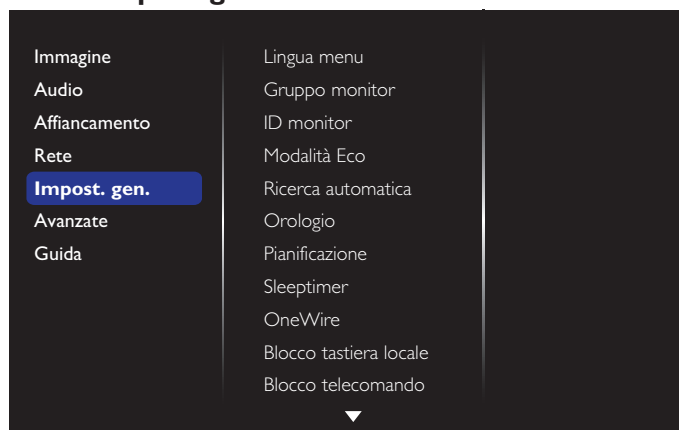 Immagine
Audio
Affiancamento
Rete
Impost. gen.
Avanzate
Guida
Lingua menu
Gruppo monitor
ID monitor
Modalità Eco
Ricerca automatica
Orologio
Pianificazione
Sleeptimer
OneWire
Blocco tastiera locale
Blocco telecomando